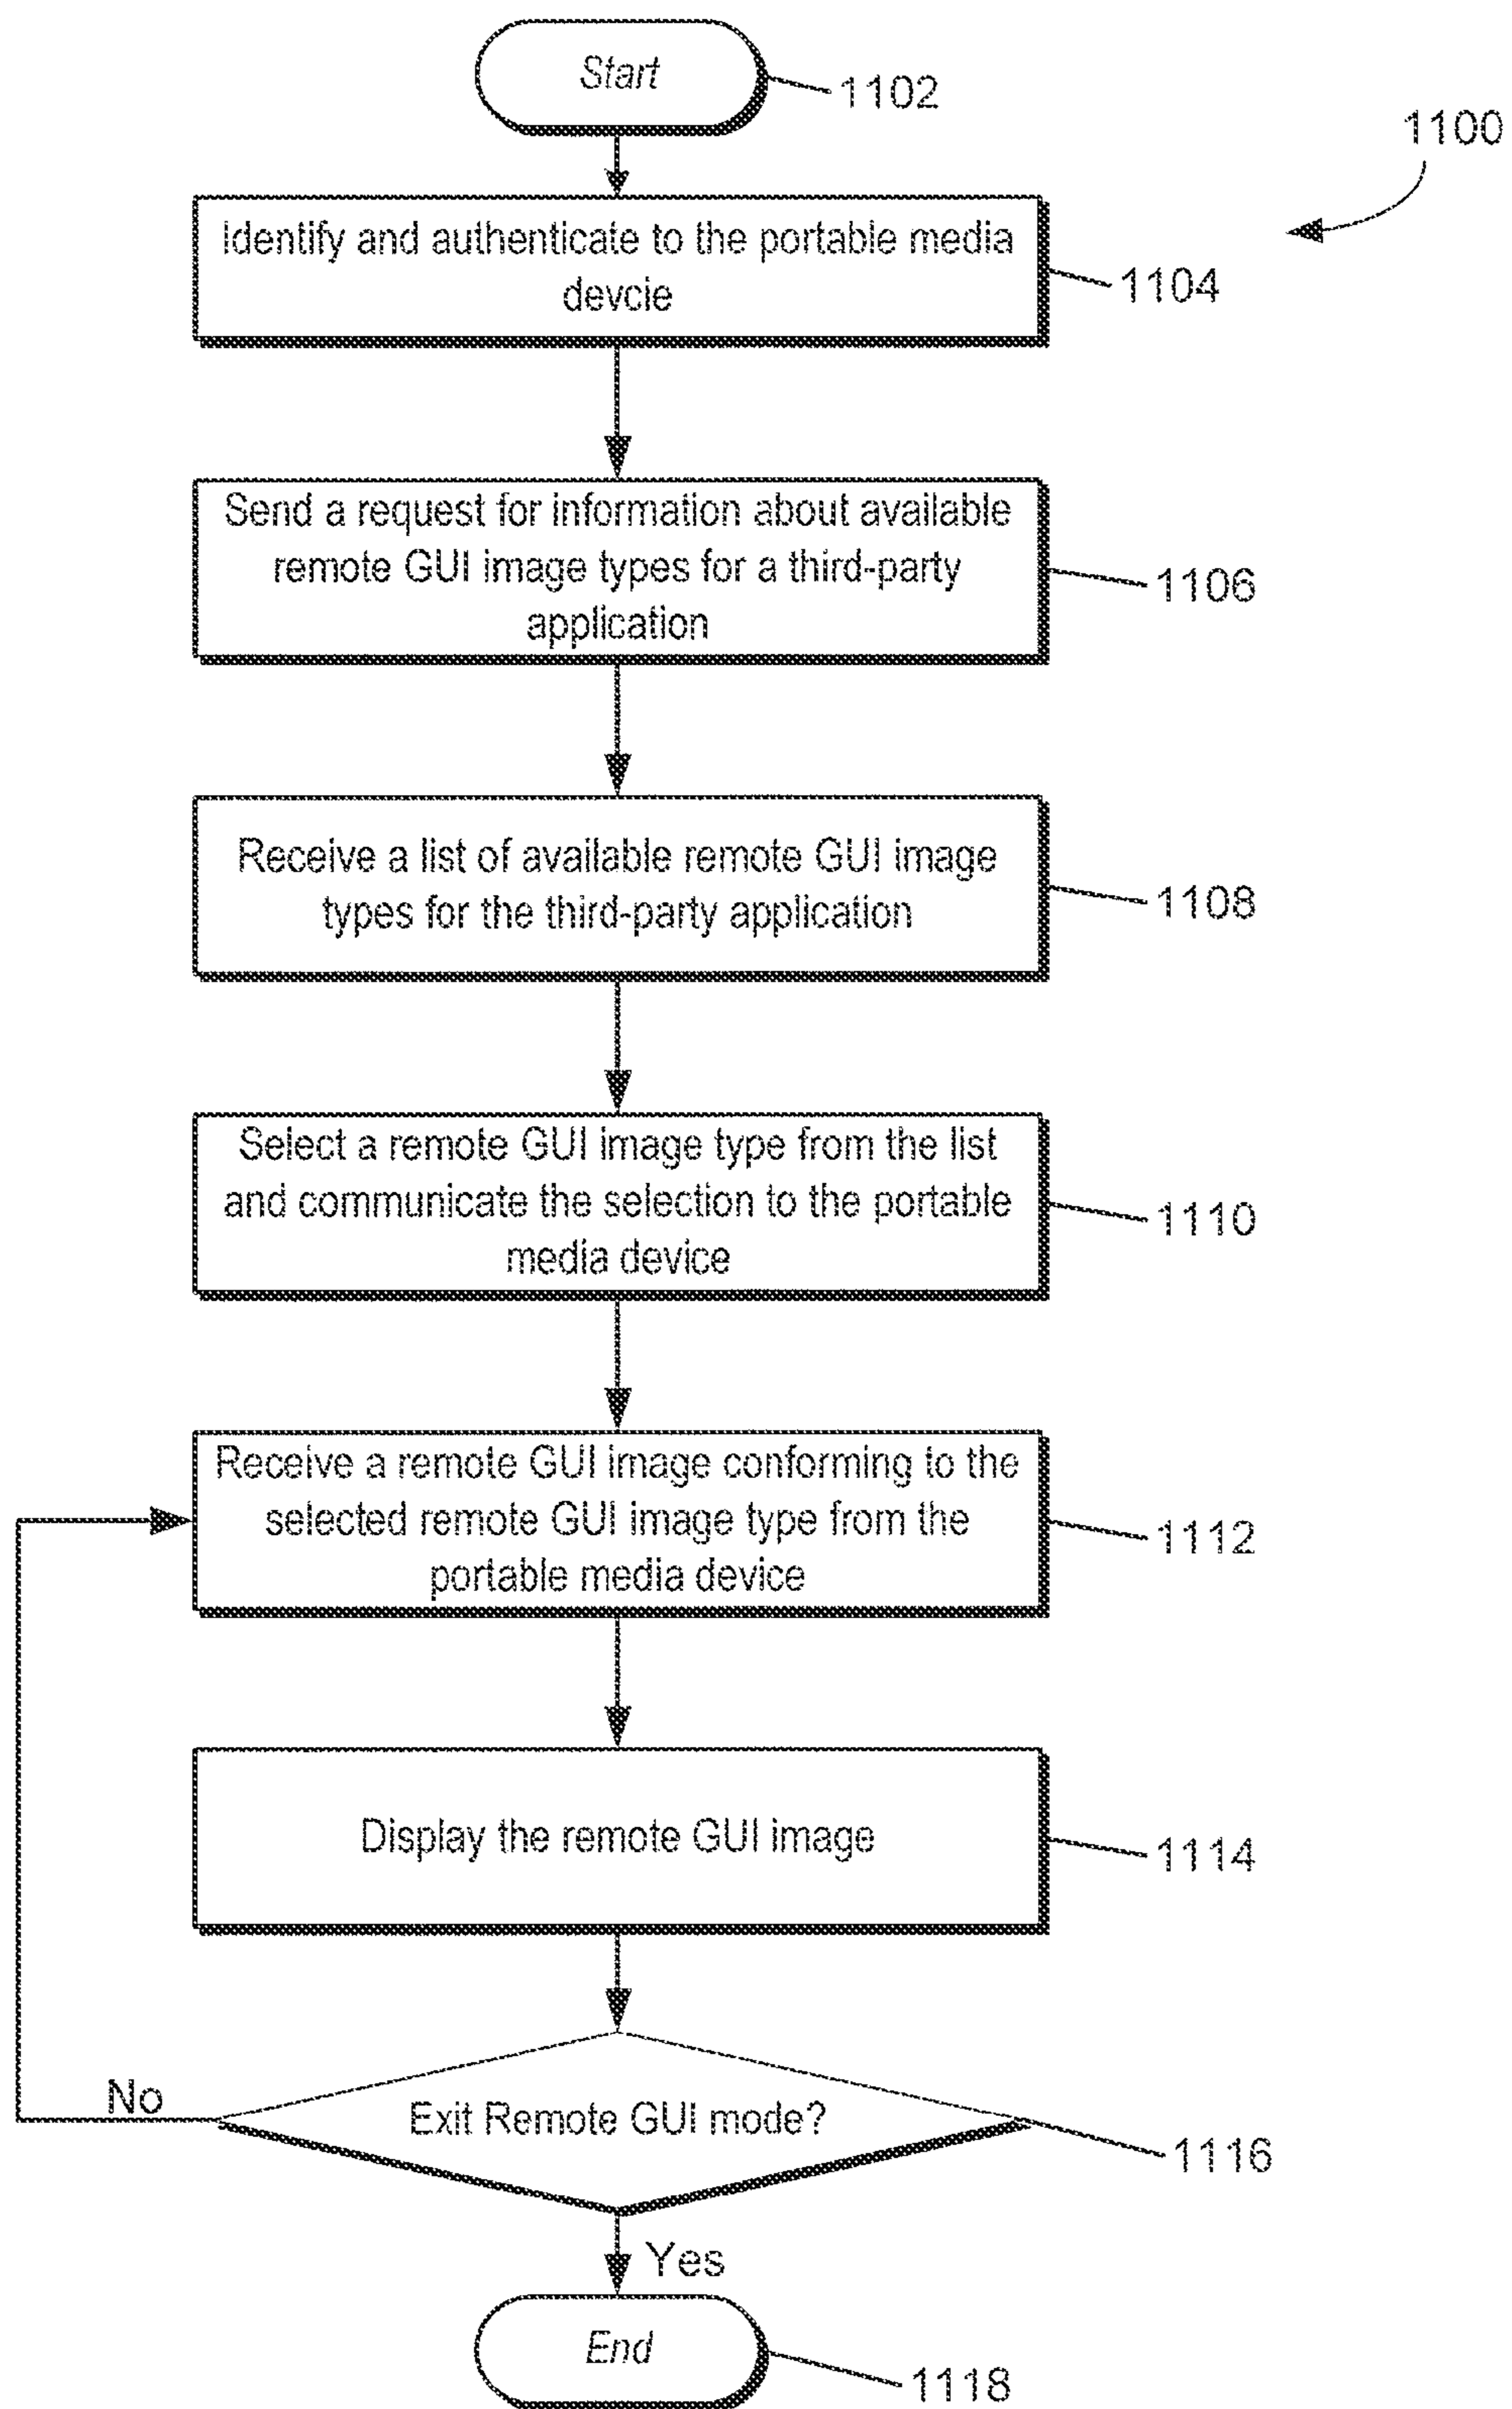 Start
1102
1100
Identify and authenticate to the portable media
devcie
1104
Send a request for information about available
remote GUI image types for a third-party
application
1106
Receive a list of available remote GUI image
types for the third-party application
1108
Select a remote GUI image type from the list
and communicate the selection to the portable
media device
1110
Receive a remote GUI image conforming to the
selected remote GUI image type from the
portable media device
1112
Display the remote GUI image
1114
No
Exit Remote GUI mode?
1116
Yes
End
1118